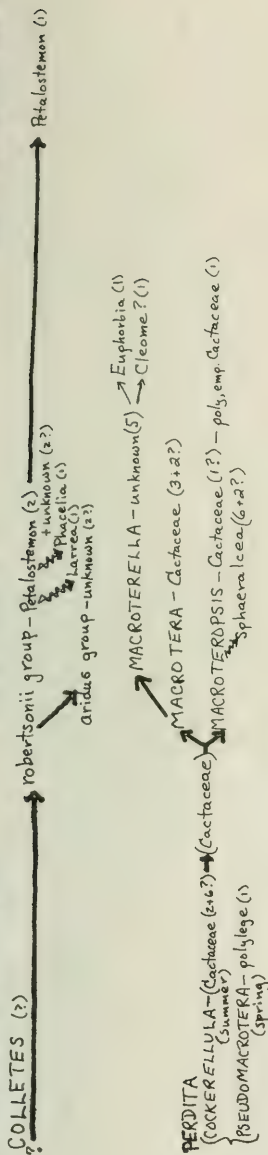 COLLETES (?)
?
robertsonii group - Petalostemon (2)
+ unknown (2?)
Phacelia (1)
Larrea (1)
aridus group - unknown (2?)
Petalostemon (1)
MACROTERELLA - unknown (5)
Euphorbia (1)
Cleome? (1)
MACROTERA - Cactaceae (3+2?)
PERDITA
{COCKERELLULA - (Cactaceae (2+6?) (Cactaceae)
(summer)
MACROTEROPSIS - Cactaceae (1?) - poly, emp. Cactaceae (1)
Sphaeralcea (6+2?)
{PSEUDOMACROTERA - polylege (1)
(spring)